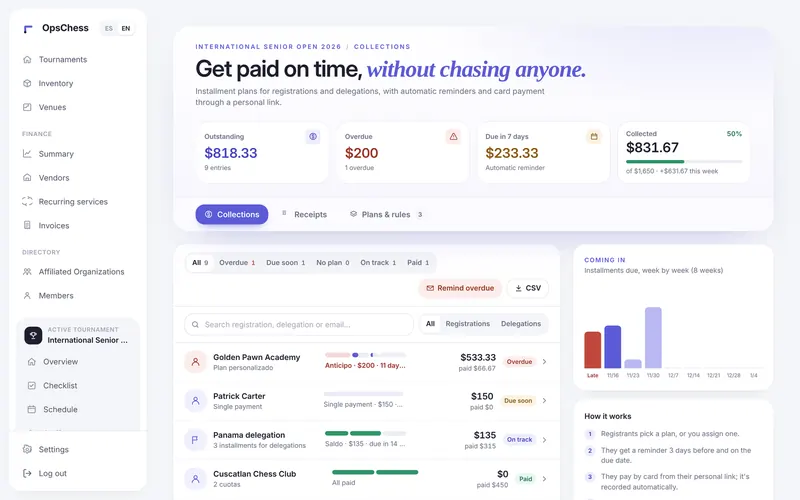 OpsChess
ES EN
Tournaments
Inventory
Venues
FINANCE
Summary
Vendors
Recurring services
Invoices
DIRECTORY
Affiliated Organizations
Members
ACTIVE TOURNAMENT
International Senior ...
Overview
Checklist
Schedule
Settings
Log out
INTERNATIONAL SENIOR OPEN 2026 | COLLECTIONS
Get paid on time, without chasing anyone.
Installment plans for registrations and delegations, with automatic reminders and card payment
through a personal link.
Outstanding
$818.33
9 entries
Overdue
$200
1 overdue
Due in 7 days
$233.33
Automatic reminder
Collected 50%
$831.67
of $1,650 · +$631.67 this week
Collections
Receipts
Plans & rules 3
All 9 Overdue 1 Due soon 1 No plan 0 On track 1 Paid 1
Remind overdue
CSV
Search registration, delegation or email...
All Registrations Delegations
Golden Pawn Academy
Plan personalizado
Anticipo · $200 · 11 day...
$533.33
paid $66.67
Overdue
Patrick Carter
Single payment
Single payment · $150 ·...
$150
paid $0
Due soon
Panama delegation
3 installments for delegations
Saldo · $135 · due in 14 ...
$135
paid $315
On track
Cuscatlan Chess Club
2 cuotas
All paid
$0
paid $450
Paid
COMING IN
Installments due, week by week (8 weeks)
Late 11/16 11/23 11/30 12/7 12/14 12/21 12/28 1/4
How it works
1 Registrants pick a plan, or you assign one.
2 They get a reminder 3 days before and on the
due date.
3 They pay by card from their personal link; it's
recorded automatically.